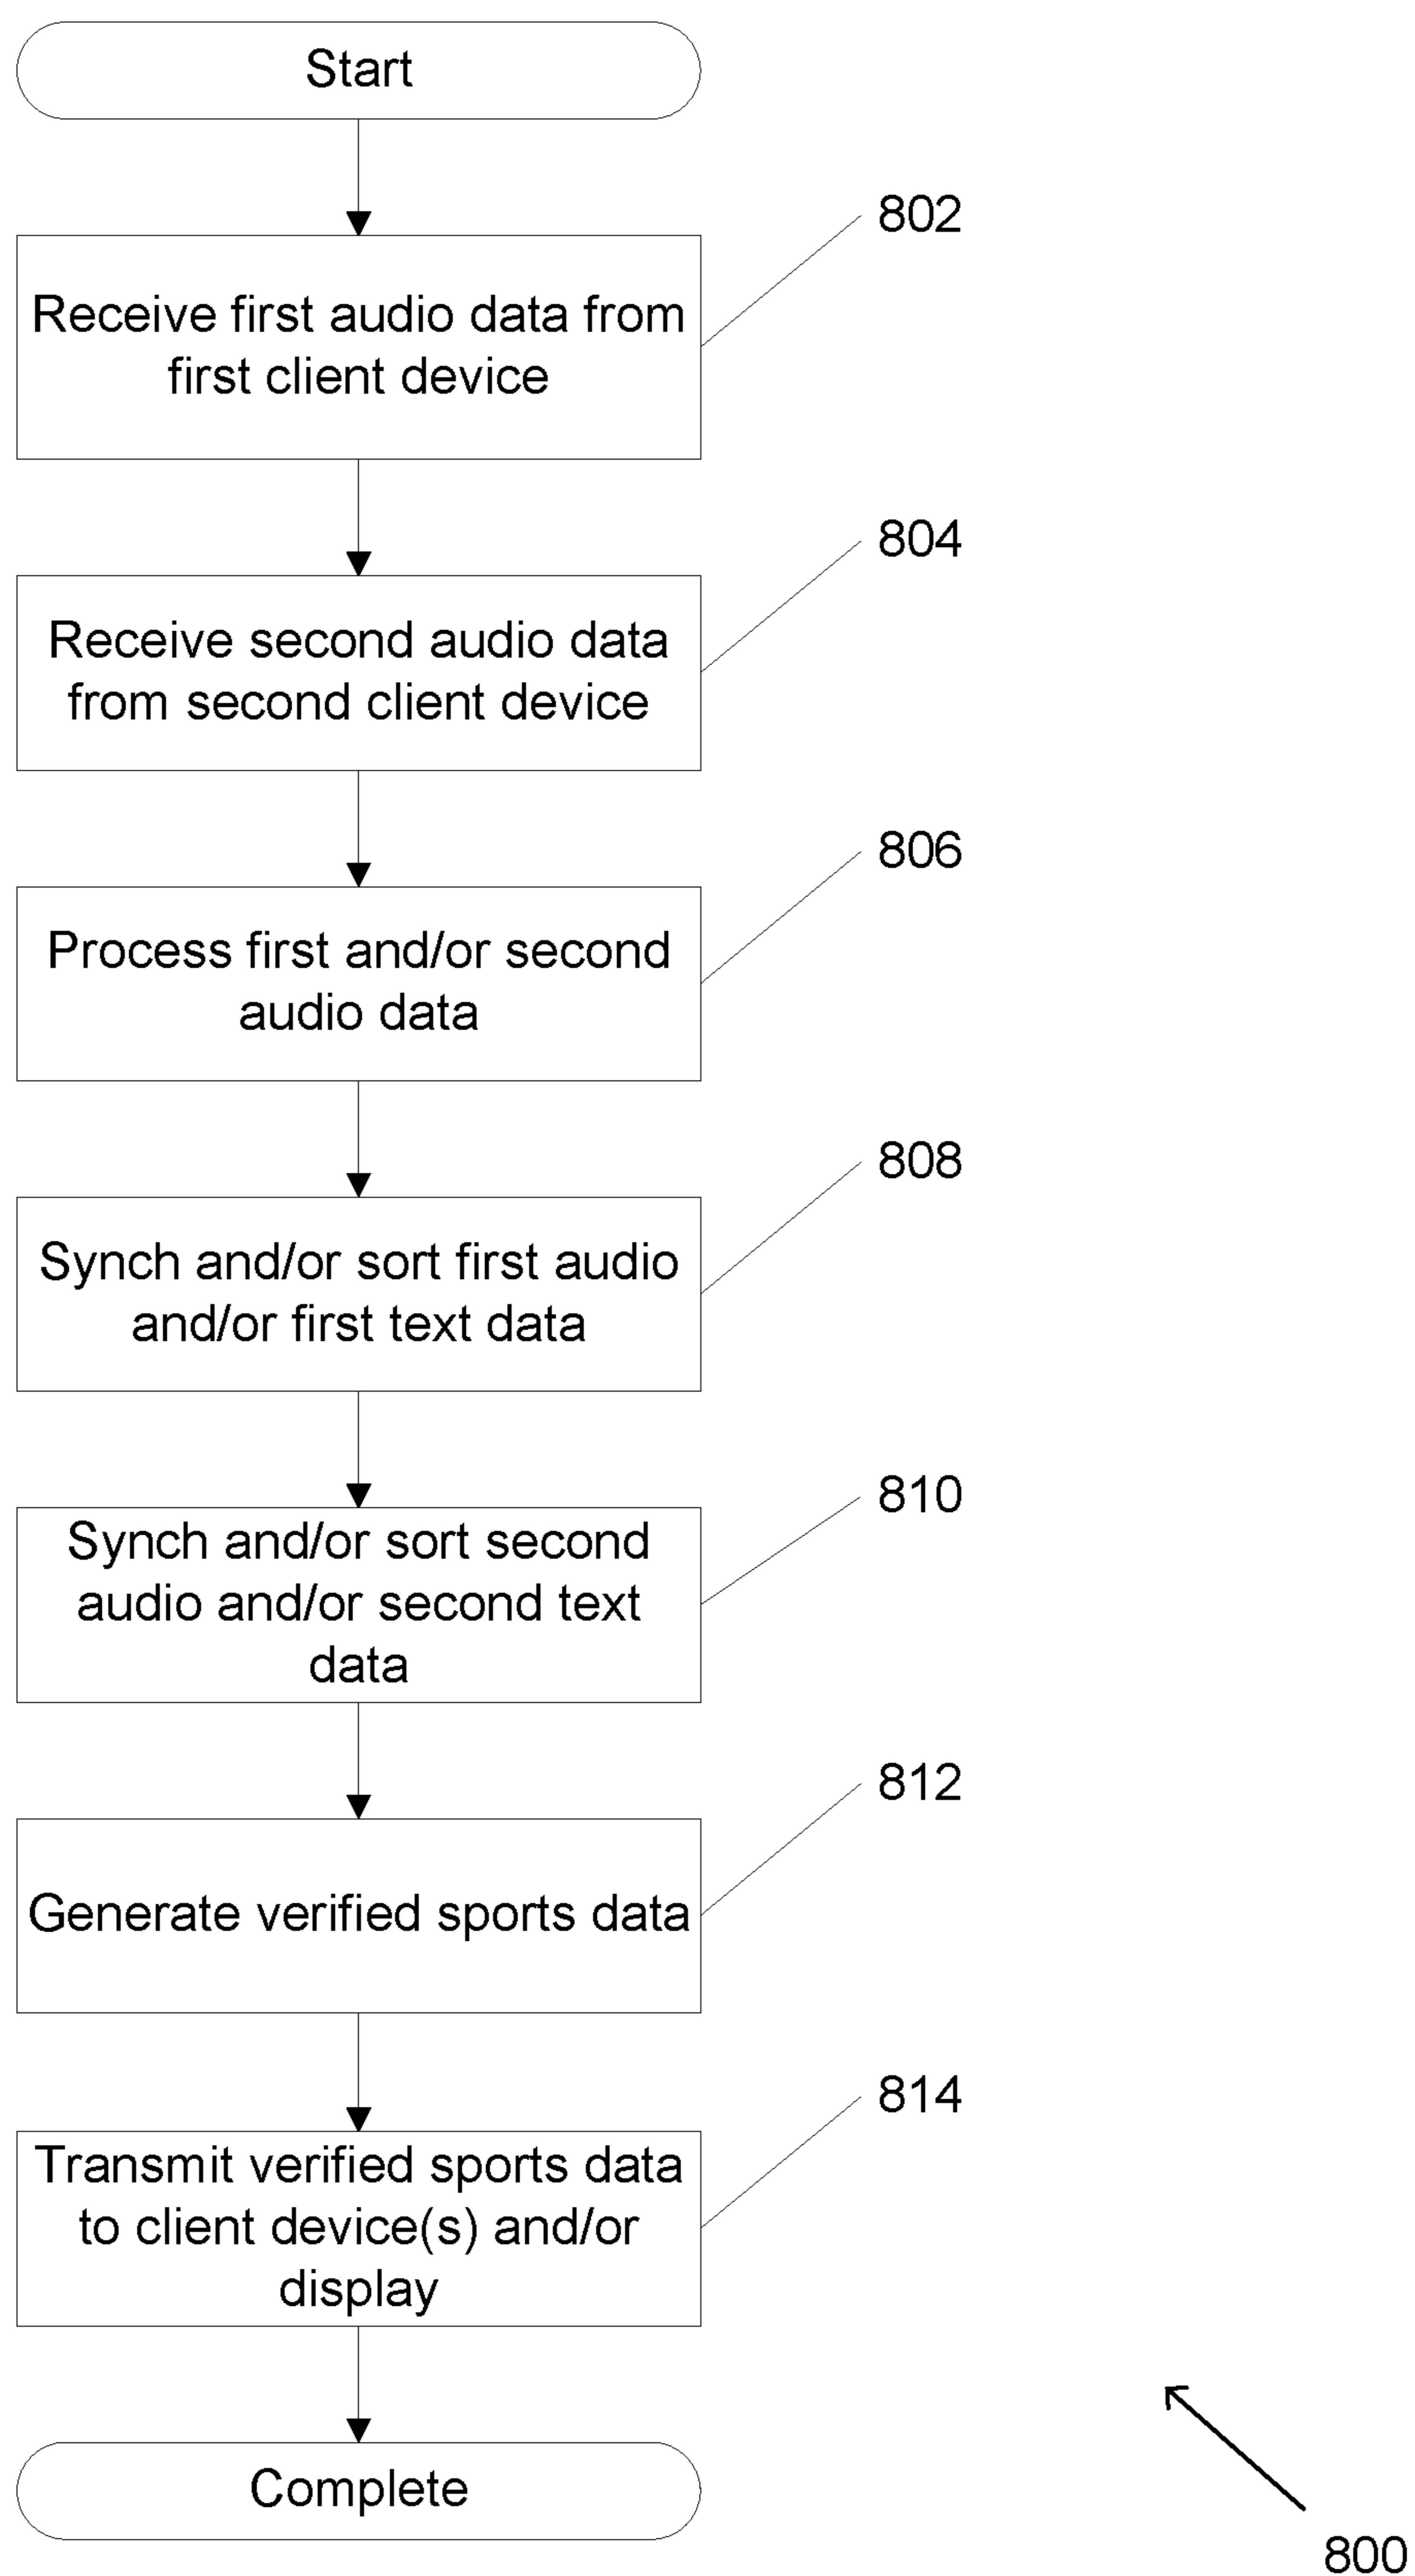 Start
802
Receive first audio data from
first client device
804
Receive second audio data
from second client device
806
Process first and/or second
audio data
808
Synch and/or sort first audio
and/or first text data
810
Synch and/or sort second
audio and/or second text
data
812
Generate verified sports data
814
Transmit verified sports data
to client device(s) and/or
display
Complete
800